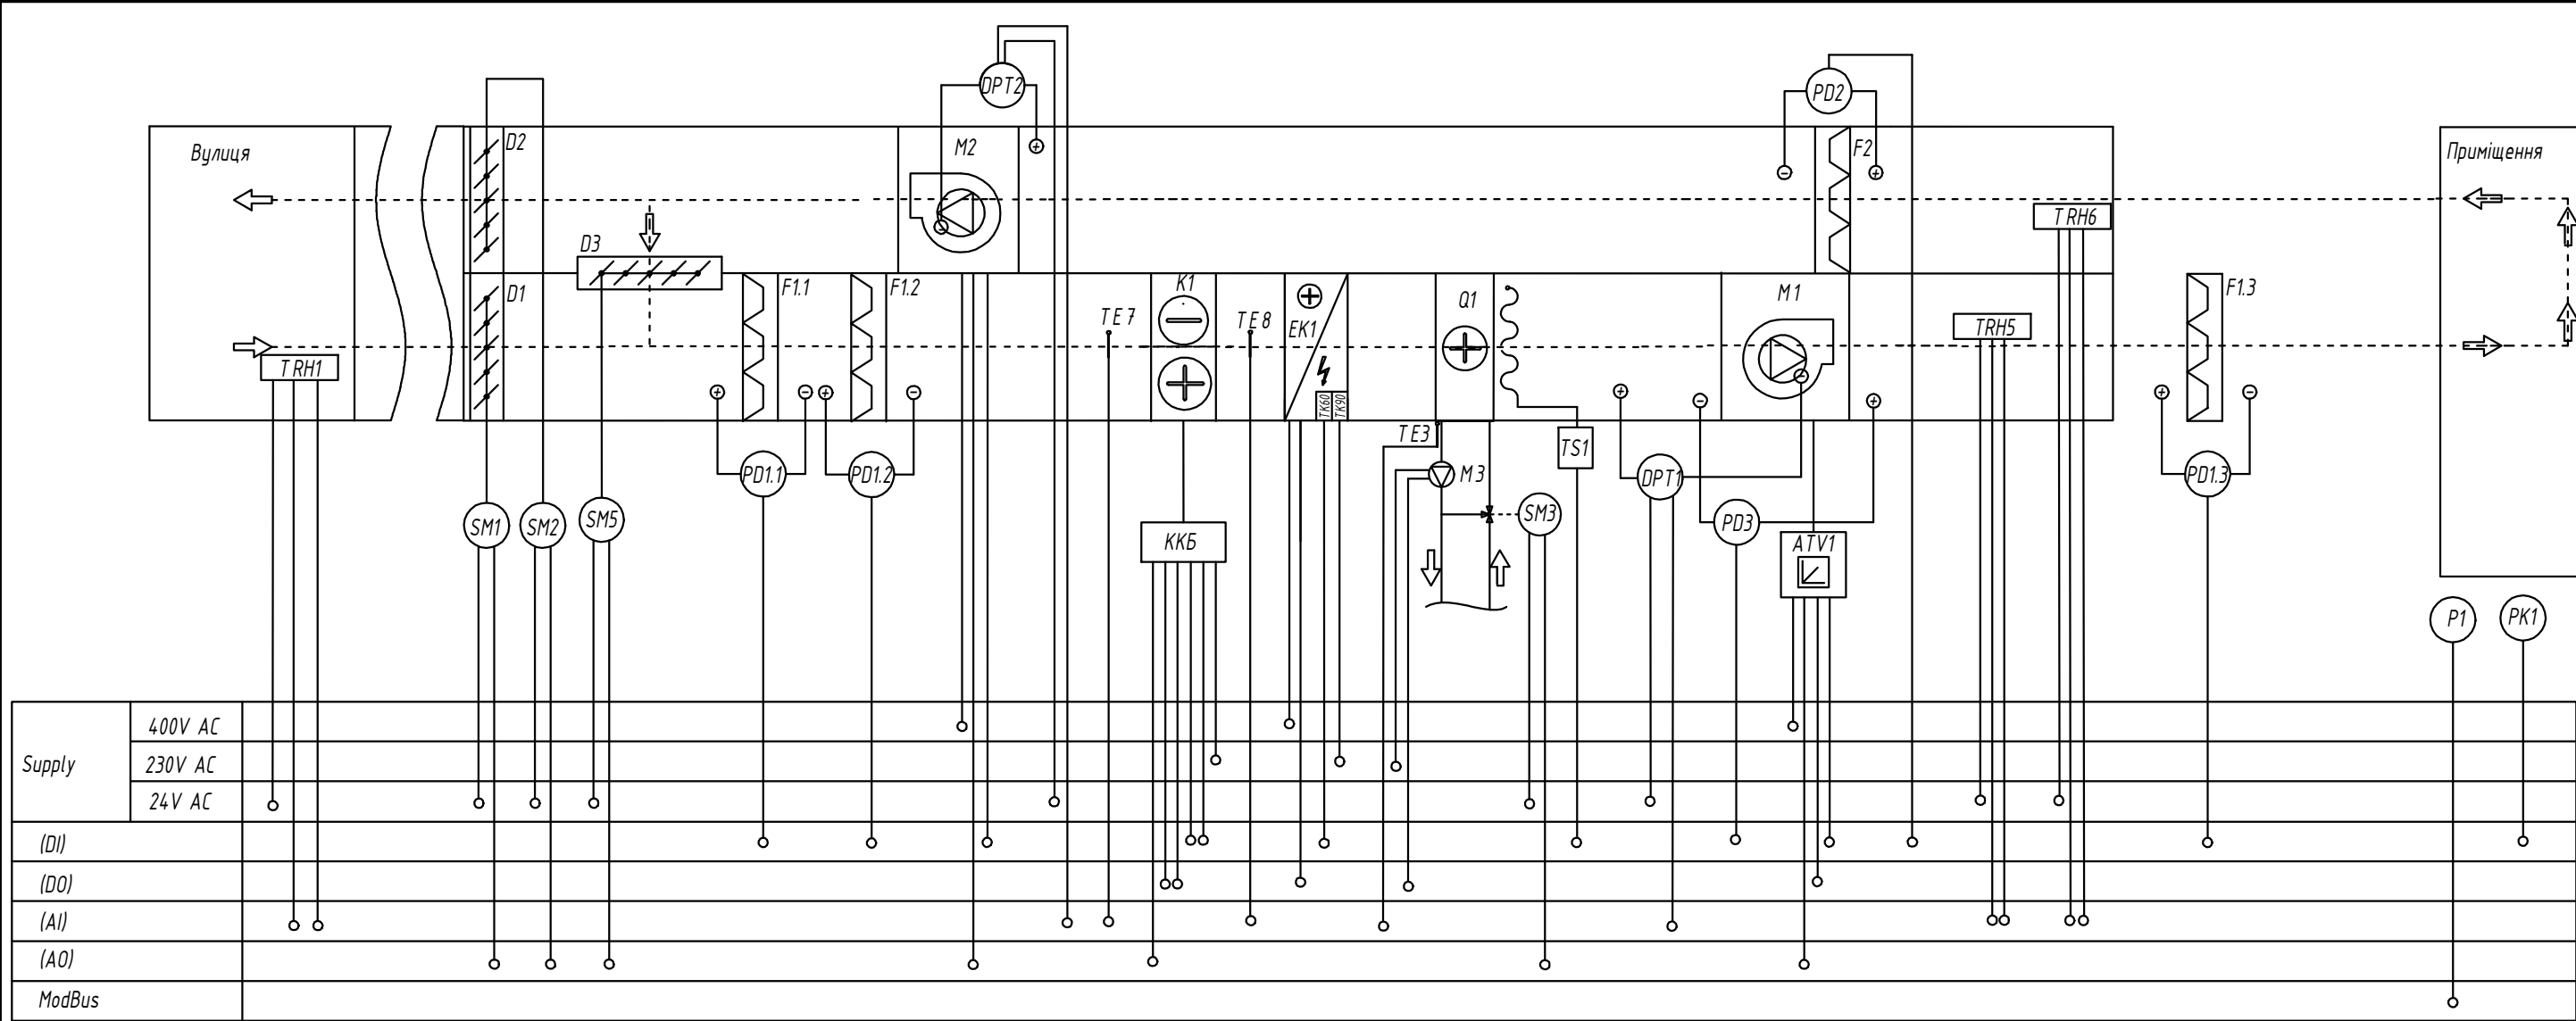 DPT2
PD2
Вулиця
D2
M2
F2
Приміщення
TRH6
D3
D1
F1.1
F1.2
TE7
K1
TE8
EK1
Q1
M1
TRH5
F1.3
TRH1
TK60
TK90
TE3
TS1
M3
PD1.1
PD1.2
DPT1
PD1.3
SM1
SM2
SM5
ККБ
SM3
PD3
ATV1
P1
PK1
Supply
400V AC
230V AC
24V AC
(DI)
(DO)
(AI)
(AO)
ModBus